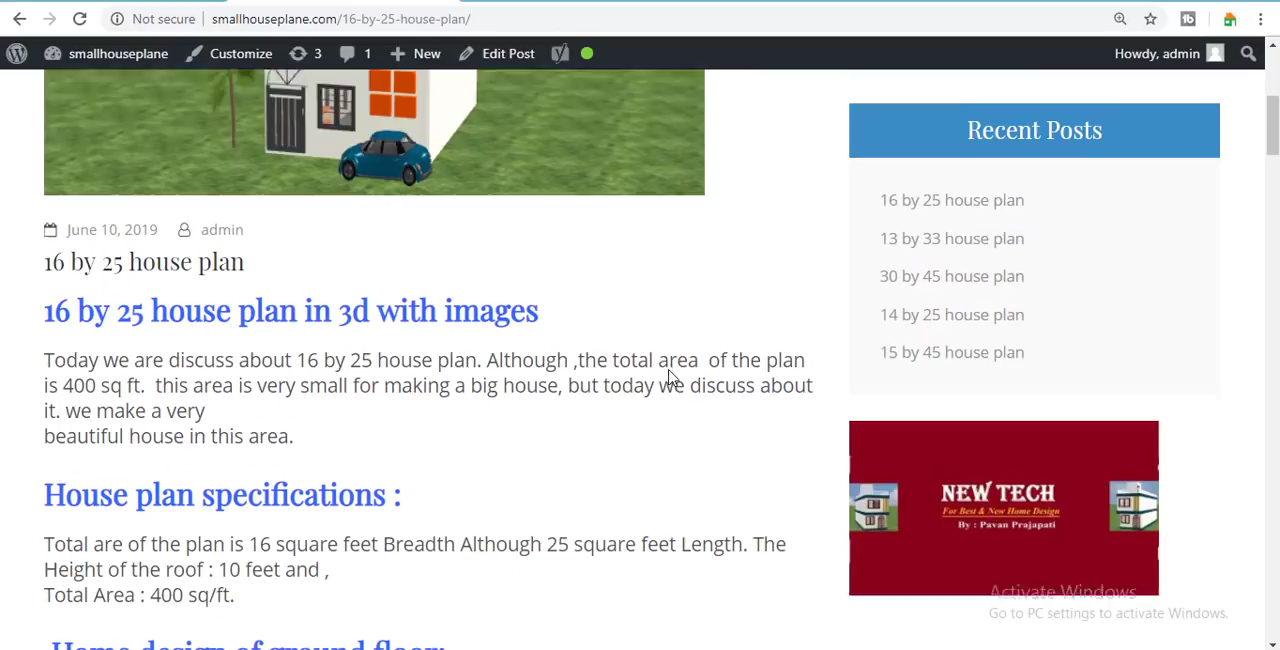 Not secure smallhouseplane.com/16-by-25-house-plan/
smallhouseplane Customize 3 1 New Edit Post Howdy, admin
June 10, 2019 admin
16 by 25 house plan
16 by 25 house plan in 3d with images
Today we are discuss about 16 by 25 house plan. Although ,the total area of the plan
is 400 sq ft. this area is very small for making a big house, but today we discuss about
it. we make a very
beautiful house in this area.
House plan specifications :
Total are of the plan is 16 square feet Breadth Although 25 square feet Length. The
Height of the roof : 10 feet and ,
Total Area : 400 sq/ft.
Home design of ground floor:
Recent Posts
16 by 25 house plan
13 by 33 house plan
30 by 45 house plan
14 by 25 house plan
15 by 45 house plan
NEW TECH
For Best & New Home Design
By : Pavan Prajapati
Activate Windows
Go to PC settings to activate Windows.